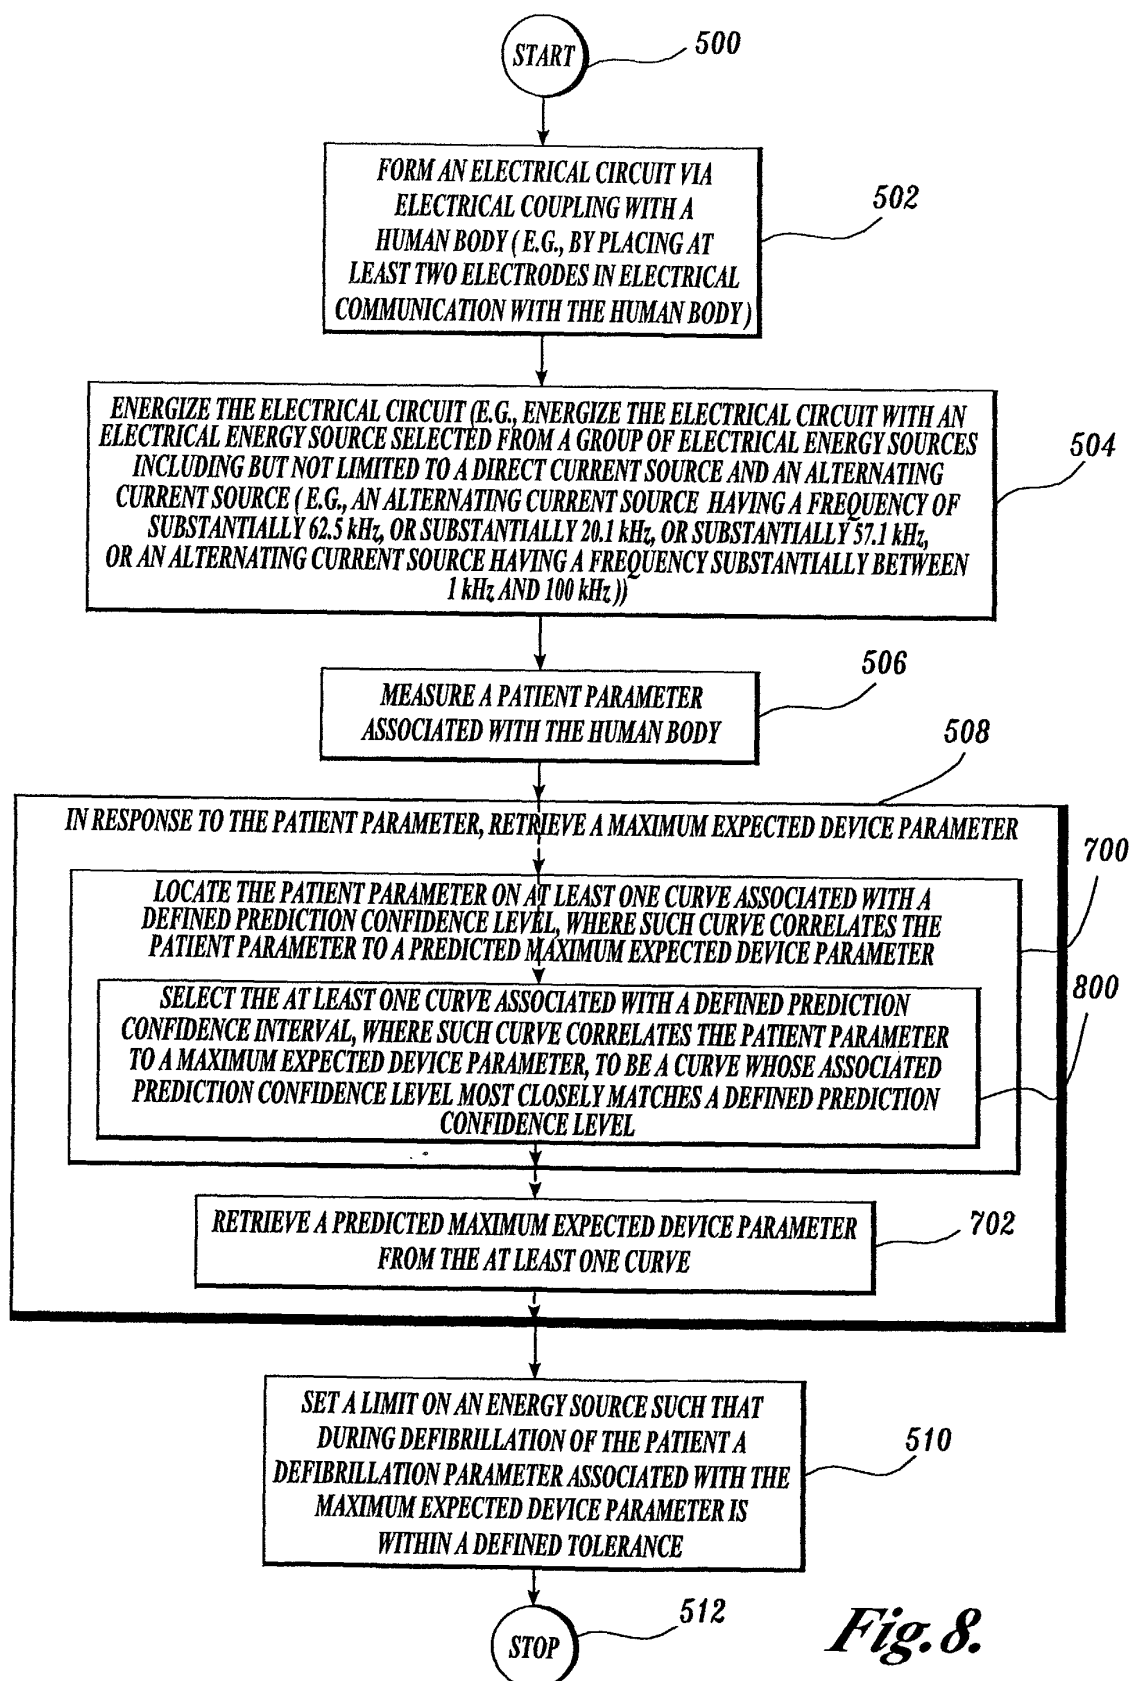 START
500
FORM AN ELECTRICAL CIRCUIT VIA
ELECTRICAL COUPLING WITH A
HUMAN BODY ( E.G., BY PLACING AT
LEAST TWO ELECTRODES IN ELECTRICAL
COMMUNICATION WITH THE HUMAN BODY )
502
ENERGIZE THE ELECTRICAL CIRCUIT (E.G., ENERGIZE THE ELECTRICAL CIRCUIT WITH AN
ELECTRICAL ENERGY SOURCE SELECTED FROM A GROUP OF ELECTRICAL ENERGY SOURCES
INCLUDING BUT NOT LIMITED TO A DIRECT CURRENT SOURCE AND AN ALTERNATING
CURRENT SOURCE ( E.G., AN ALTERNATING CURRENT SOURCE HAVING A FREQUENCY OF
SUBSTANTIALLY 62.5 kHz, OR SUBSTANTIALLY 20.1 kHz, OR SUBSTANTIALLY 57.1 kHz,
OR AN ALTERNATING CURRENT SOURCE HAVING A FREQUENCY SUBSTANTIALLY BETWEEN
1 kHz AND 100 kHz ))
504
MEASURE A PATIENT PARAMETER
ASSOCIATED WITH THE HUMAN BODY
506
508
IN RESPONSE TO THE PATIENT PARAMETER, RETRIEVE A MAXIMUM EXPECTED DEVICE PARAMETER
700
LOCATE THE PATIENT PARAMETER ON AT LEAST ONE CURVE ASSOCIATED WITH A
DEFINED PREDICTION CONFIDENCE LEVEL, WHERE SUCH CURVE CORRELATES THE
PATIENT PARAMETER TO A PREDICTED MAXIMUM EXPECTED DEVICE PARAMETER
800
SELECT THE AT LEAST ONE CURVE ASSOCIATED WITH A DEFINED PREDICTION
CONFIDENCE INTERVAL, WHERE SUCH CURVE CORRELATES THE PATIENT PARAMETER
TO A MAXIMUM EXPECTED DEVICE PARAMETER, TO BE A CURVE WHOSE ASSOCIATED
PREDICTION CONFIDENCE LEVEL MOST CLOSELY MATCHES A DEFINED PREDICTION
CONFIDENCE LEVEL
RETRIEVE A PREDICTED MAXIMUM EXPECTED DEVICE PARAMETER
FROM THE AT LEAST ONE CURVE
702
SET A LIMIT ON AN ENERGY SOURCE SUCH THAT
DURING DEFIBRILLATION OF THE PATIENT A
DEFIBRILLATION PARAMETER ASSOCIATED WITH THE
MAXIMUM EXPECTED DEVICE PARAMETER IS
WITHIN A DEFINED TOLERANCE
510
STOP
512
Fig. 8.